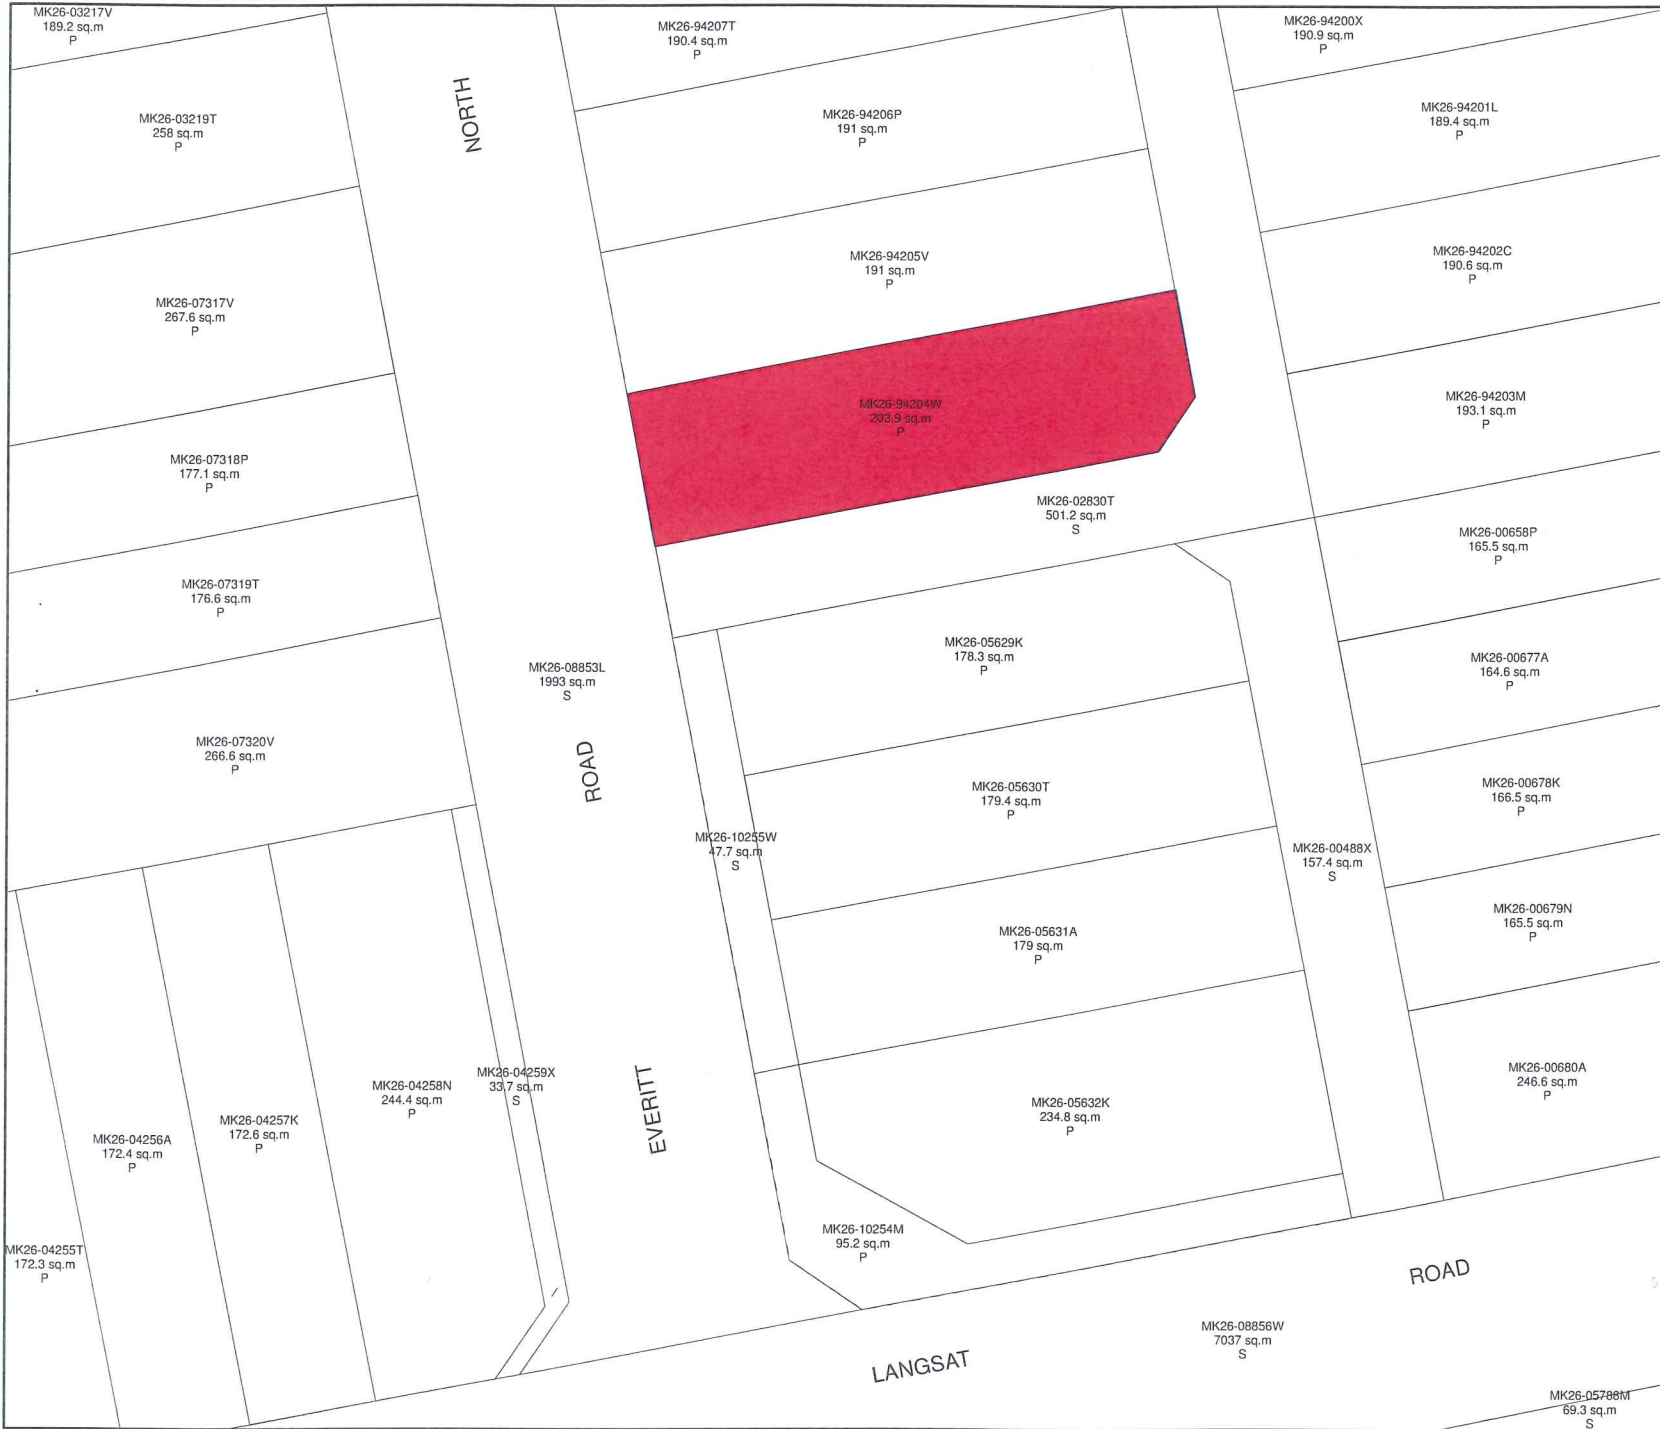 MK26-03217V
189.2 sq.m
P
MK26-94207T
190.4 sq.m
P
MK26-94200X
190.9 sq.m
P
MK26-03219T
258 sq.m
P
NORTH
MK26-94206P
191 sq.m
P
MK26-94201L
189.4 sq.m
P
MK26-07317V
267.6 sq.m
P
MK26-94205V
191 sq.m
P
MK26-94202C
190.6 sq.m
P
MK26-94204W
203.9 sq.m
P
MK26-94203M
193.1 sq.m
P
MK26-07318P
177.1 sq.m
P
MK26-02830T
501.2 sq.m
S
MK26-00658P
165.5 sq.m
P
MK26-07319T
176.6 sq.m
P
MK26-08853L
1993 sq.m
S
MK26-05629K
178.3 sq.m
P
MK26-00677A
164.6 sq.m
P
MK26-07320V
266.6 sq.m
P
ROAD
MK26-05630T
179.4 sq.m
P
MK26-00678K
166.5 sq.m
P
MK26-10255W
47.7 sq.m
S
MK26-00488X
157.4 sq.m
S
MK26-05631A
179 sq.m
P
MK26-00679N
165.5 sq.m
P
MK26-04256A
172.4 sq.m
P
MK26-04257K
172.6 sq.m
P
MK26-04258N
244.4 sq.m
P
MK26-04259X
33.7 sq.m
S
EVERITT
MK26-05632K
234.8 sq.m
P
MK26-00680A
246.6 sq.m
P
MK26-04255T
172.3 sq.m
P
MK26-10254M
95.2 sq.m
P
ROAD
LANGSAT
MK26-08856W
7037 sq.m
S
MK26-05788M
69.3 sq.m
S